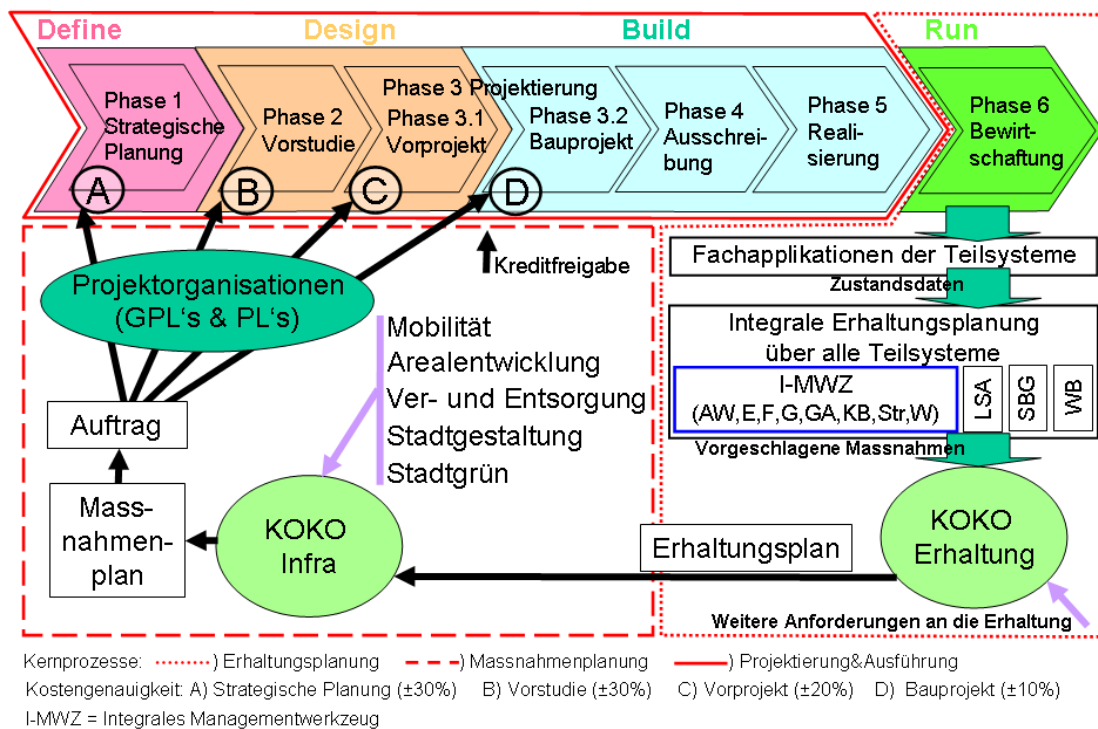 Define
Design
Build
Run
Phase 1
Strategische
Planung
Phase 2
Vorstudie
Phase 3 Projektierung
Phase 3.1
Vorprojekt
Phase 3.2
Bauprojekt
Phase 4
Ausschrei-
bung
Phase 5
Reali-
sierung
Phase 6
Bewirt-
schaftung
A
B
C
D
Kreditfreigabe
Projektorganisationen
(GPL's & PL's)
Mobilität
Arealentwicklung
Ver- und Entsorgung
Stadtgestaltung
Stadtgrün
Auftrag
Mass-
nahmen-
plan
KOKO
Infra
Fachapplikationen der Teilsysteme
Zustandsdaten
Integrale Erhaltungsplanung
über alle Teilsysteme
I-MWZ
(AW,E,F,G,GA,KB,Str,W)
LSA
SBG
WB
Vorgeschlagene Massnahmen
KOKO
Erhaltung
Erhaltungsplan
Weitere Anforderungen an die Erhaltung
Kernprozesse: ) Erhaltungsplanung ) Massnahmenplanung ) Projektierung&Ausführung
Kostengenauigkeit: A) Strategische Planung (±30%) B) Vorstudie (±30%) C) Vorprojekt (±20%) D) Bauprojekt (±10%)
I-MWZ = Integrales Managementwerkzeug